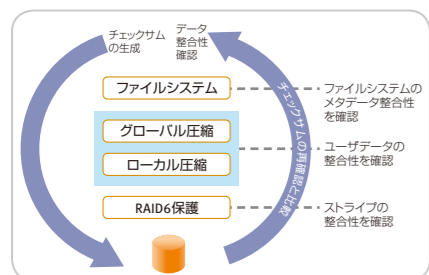 チェックサム
の生成
データ
整合性
確認
ファイルシステム
グローバル圧縮
ローカル圧縮
RAID6保護
チェックサムの再確認と比較
ファイルシステムの
メタデータ整合性
を確認
ユーザデータの
整合性を確認
ストライプの
整合性を確認